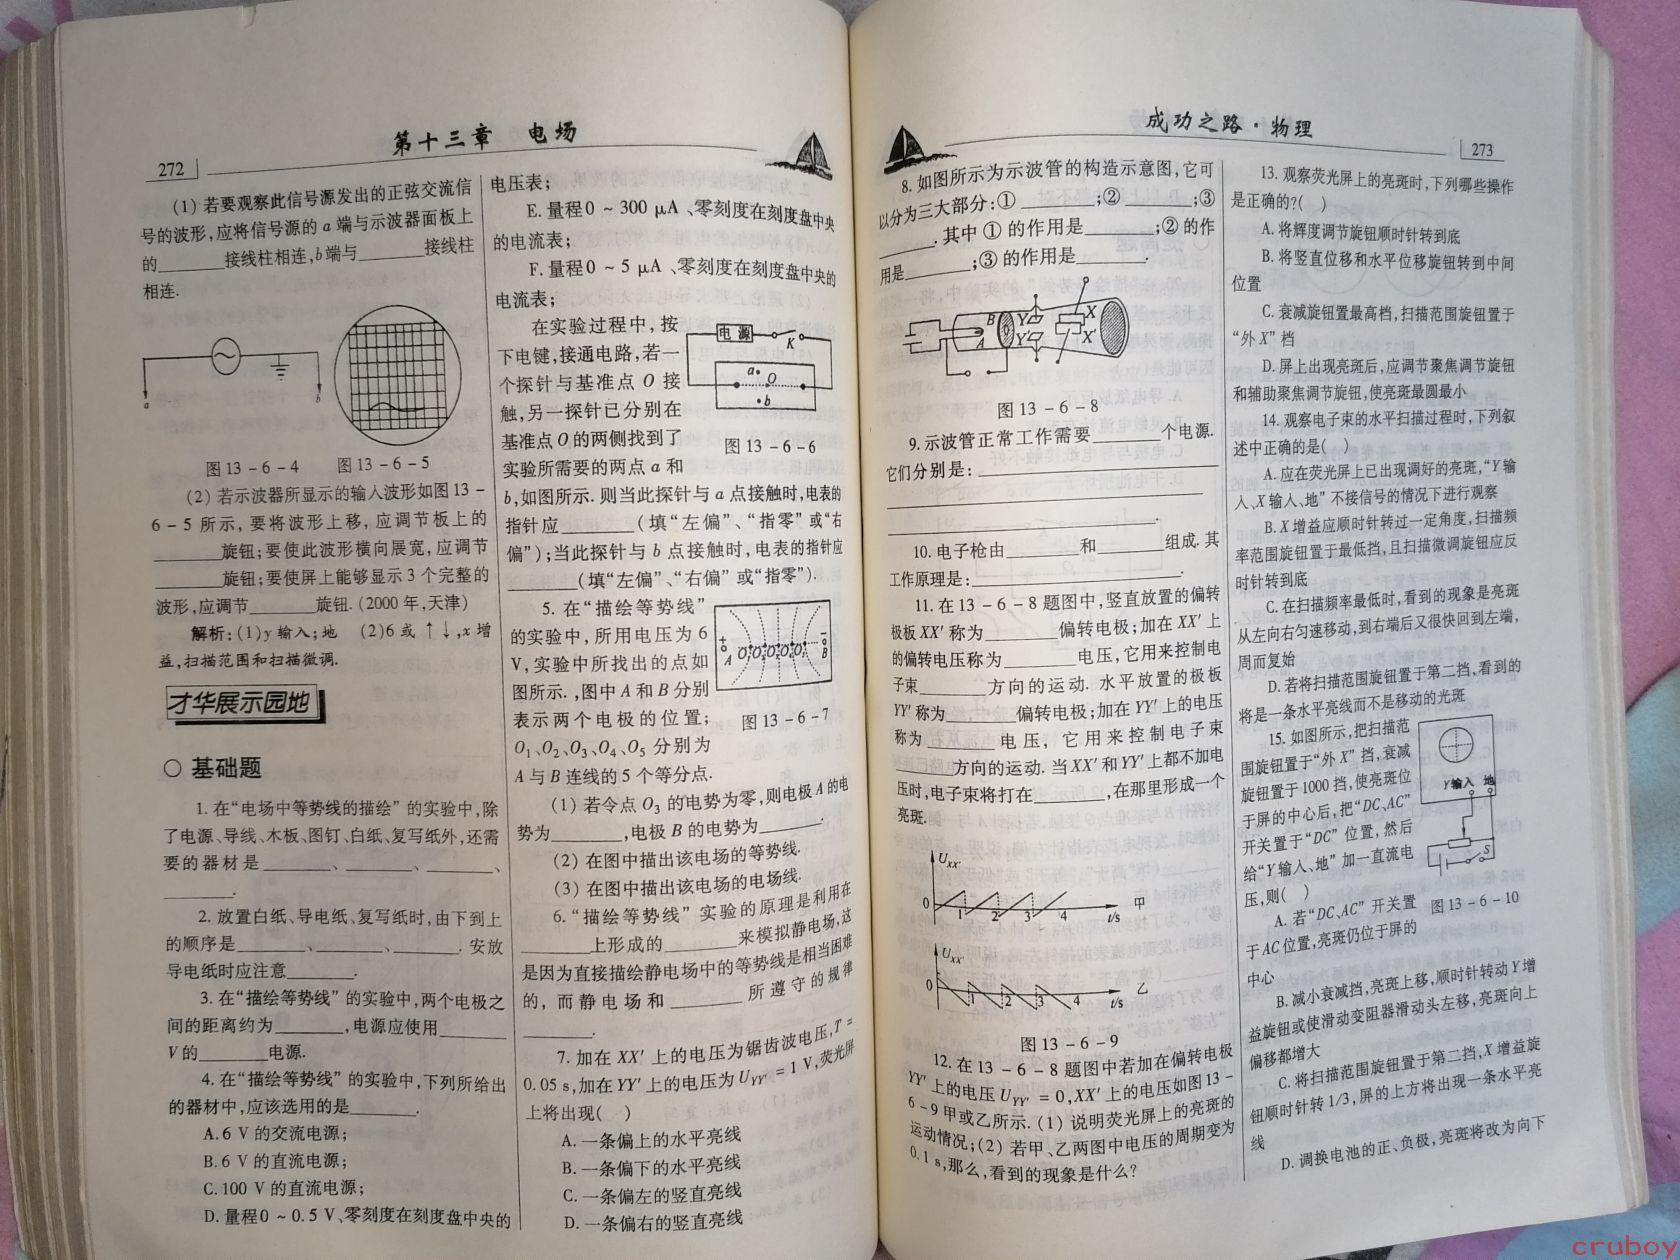 第十三章 电场
272
(1) 若要观察此信号源发出的正弦交流信
号的波形,应将信号源的 a 端与示波器面板上
的______接线柱相连,b端与______接线柱
相连.
a
b
图 13 - 6 - 4 图 13 - 6 - 5
(2) 若示波器所显示的输入波形如图 13 -
6 - 5 所示, 要将波形上移, 应调节板上的
______旋钮;要使此波形横向展宽,应调节
______旋钮;要使屏上能够显示 3 个完整的
波形,应调节______旋钮. (2000 年,天津)
解析:(1)y 输入;地 (2)6 或 ↑↓,x 增
益,扫描范围和扫描微调.
才华展示园地
○ 基础题
1. 在“电场中等势线的描绘”的实验中,除
了电源、导线、木板、图钉、白纸、复写纸外,还需
要的器材是______、______、______、
______.
2. 放置白纸、导电纸、复写纸时,由下到上
的顺序是______、______、______. 安放
导电纸时应注意______.
3. 在“描绘等势线”的实验中,两个电极之
间的距离约为______,电源应使用______
V 的______电源.
4. 在“描绘等势线”的实验中,下列所给出
的器材中,应该选用的是______.
A.6 V 的交流电源;
B.6 V 的直流电源;
C.100 V 的直流电源;
D. 量程0 ~ 0.5 V、零刻度在刻度盘中央的
电压表;
E. 量程0 ~ 300 μA 、零刻度在刻度盘中央
的电流表;
F. 量程0 ~ 5 μA 、零刻度在刻度盘中央的
电流表;
在实验过程中, 按
下电键,接通电路,若一
个探针与基准点 O 接
触,另一探针已分别在
基准点 O 的两侧找到了
实验所需要的两点 a 和
电源
K
a
O
b
图 13 - 6 - 6
b,如图所示. 则当此探针与 a 点接触时,电表的
指针应______(填“左偏”、“指零” 或“右
偏”);当此探针与 b 点接触时, 电表的指针应
______(填“左偏”、“右偏” 或“指零”).
5. 在“描绘等势线”
的实验中, 所用电压为 6
V,实验中所找出的点如
图所示. ,图中 A 和 B 分别
表示两个电极的位置;
O₁、O₂、O₃、O₄、O₅ 分别为
A 与 B 连线的 5 个等分点.
A
B
图 13 - 6 - 7
(1) 若令点 O₃ 的电势为零,则电极 A 的电
势为______,电极 B 的电势为______.
(2) 在图中描出该电场的等势线.
(3) 在图中描出该电场的电场线.
6. “描绘等势线” 实验的原理是利用在
______上形成的______来模拟静电场,这
是因为直接描绘静电场中的等势线是相当困难
的, 而静电场和______所遵守的规律
______.
7. 加在 XX′ 上的电压为锯齿波电压,T =
0.05 s,加在 YY′ 上的电压为 U_YY′ = 1 V,荧光屏
上将出现( )
A. 一条偏上的水平亮线
B. 一条偏下的水平亮线
C. 一条偏左的竖直亮线
D. 一条偏右的竖直亮线
成功之路·物理
273
8. 如图所示为示波管的构造示意图,它可
以分为三大部分:①______;②______;③
______. 其中 ① 的作用是______;② 的作
用是______;③ 的作用是______.
A
B
Y
Y′
X
X′
图 13 - 6 - 8
9. 示波管正常工作需要______个电源.
它们分别是:______
______
______.
10. 电子枪由______和______组成. 其
工作原理是:______.
11. 在 13 - 6 - 8 题图中,竖直放置的偏转
极板 XX′ 称为______偏转电极;加在 XX′ 上
的偏转电压称为______电压,它用来控制电
子束______方向的运动. 水平放置的极板
YY′ 称为______偏转电极;加在 YY′ 上的电压
称为______电压, 它用来控制电子束
______方向的运动. 当 XX′ 和 YY′ 上都不加电
压时,电子束将打在______,在那里形成一个
亮斑.
U_XX′
0 1 2 3 4 t/s 甲
U_XX′
0 1 2 3 4 t/s 乙
图 13 - 6 - 9
12. 在 13 - 6 - 8 题图中若加在偏转电极
YY′ 上的电压 U_YY′ = 0,XX′ 上的电压如图 13 -
6 - 9 甲或乙所示. (1) 说明荧光屏上的亮斑的
运动情况;(2) 若甲、乙两图中电压的周期变为
0.1 s,那么,看到的现象是什么?
13. 观察荧光屏上的亮斑时,下列哪些操作
是正确的?( )
A. 将辉度调节旋钮顺时针转到底
B. 将竖直位移和水平位移旋钮转到中间
位置
C. 衰减旋钮置最高档,扫描范围旋钮置于
“外 X” 档
D. 屏上出现亮斑后,应调节聚焦调节旋钮
和辅助聚焦调节旋钮,使亮斑最圆最小
14. 观察电子束的水平扫描过程时,下列叙
述中正确的是( )
A. 应在荧光屏上已出现调好的亮斑,“Y 输
入、X 输入、地” 不接信号的情况下进行观察
B. X 增益应顺时针转过一定角度, 扫描频
率范围旋钮置于最低挡,且扫描微调旋钮应反
时针转到底
C. 在扫描频率最低时,看到的现象是亮斑
从左向右匀速移动,到右端后又很快回到左端,
周而复始
D. 若将扫描范围旋钮置于第二挡,看到的
将是一条水平亮线而不是移动的光斑
15. 如图所示,把扫描范
围旋钮置于“外 X” 挡,衰减
旋钮置于 1000 挡,使亮斑位
于屏的中心后,把“DC、AC”
开关置于“DC” 位置, 然后
给“Y 输入、地” 加一直流电
压,则( )
Y 输入 地
S
图 13 - 6 - 10
A. 若“DC、AC” 开关置
于 AC 位置,亮斑仍位于屏的
中心
B. 减小衰减挡,亮斑上移,顺时针转动 Y 增
益旋钮或使滑动变阻器滑动头左移,亮斑向上
偏移都增大
C. 将扫描范围旋钮置于第二挡,X 增益旋
钮顺时针转 1/3,屏的上方将出现一条水平亮
线
D. 调换电池的正、负极,亮斑将改为向下
cruboy